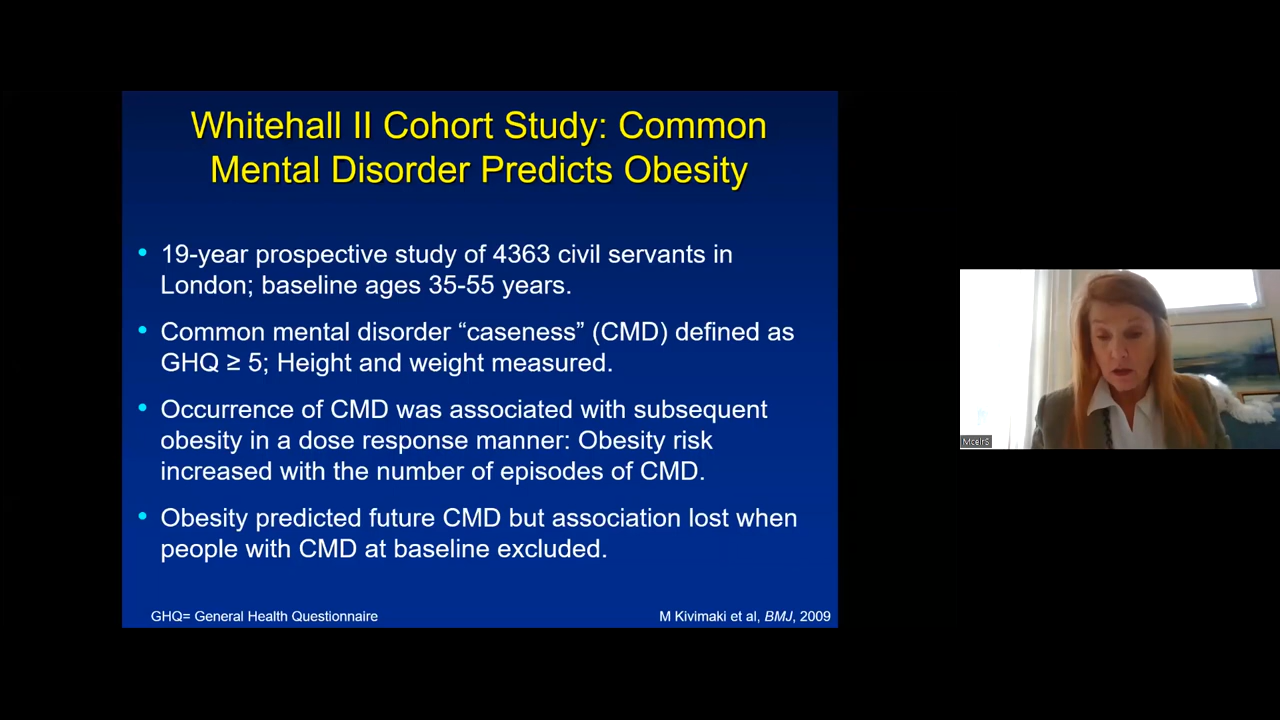 Whitehall II Cohort Study: Common
Mental Disorder Predicts Obesity
• 19-year prospective study of 4363 civil servants in
London; baseline ages 35-55 years.
• Common mental disorder “caseness” (CMD) defined as
GHQ ≥ 5; Height and weight measured.
• Occurrence of CMD was associated with subsequent
obesity in a dose response manner: Obesity risk
increased with the number of episodes of CMD.
• Obesity predicted future CMD but association lost when
people with CMD at baseline excluded.
GHQ= General Health Questionnaire
M Kivimaki et al, BMJ, 2009
McelrS